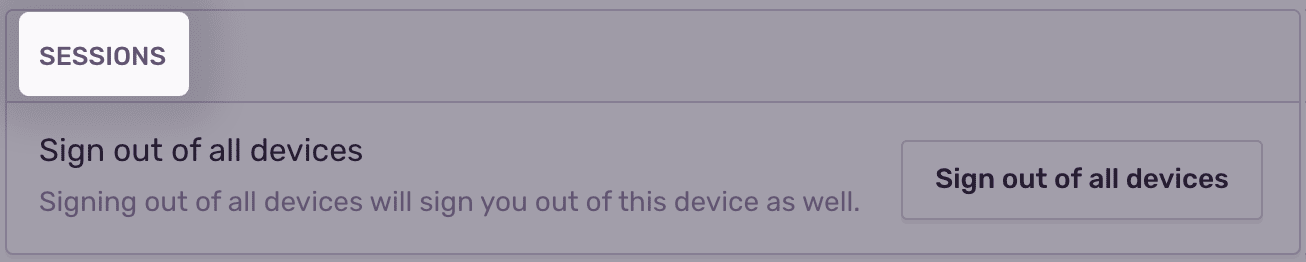 SESSIONS
Sign out of all devices
Signing out of all devices will sign you out of this device as well.
Sign out of all devices